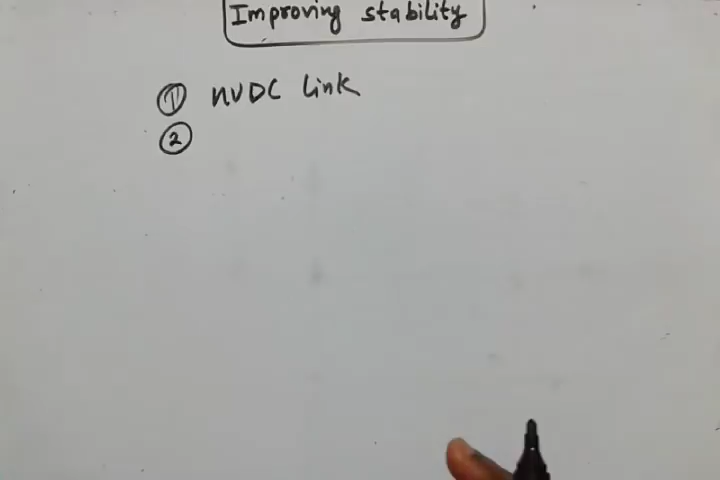 Improving stability
① HVDC Link
②